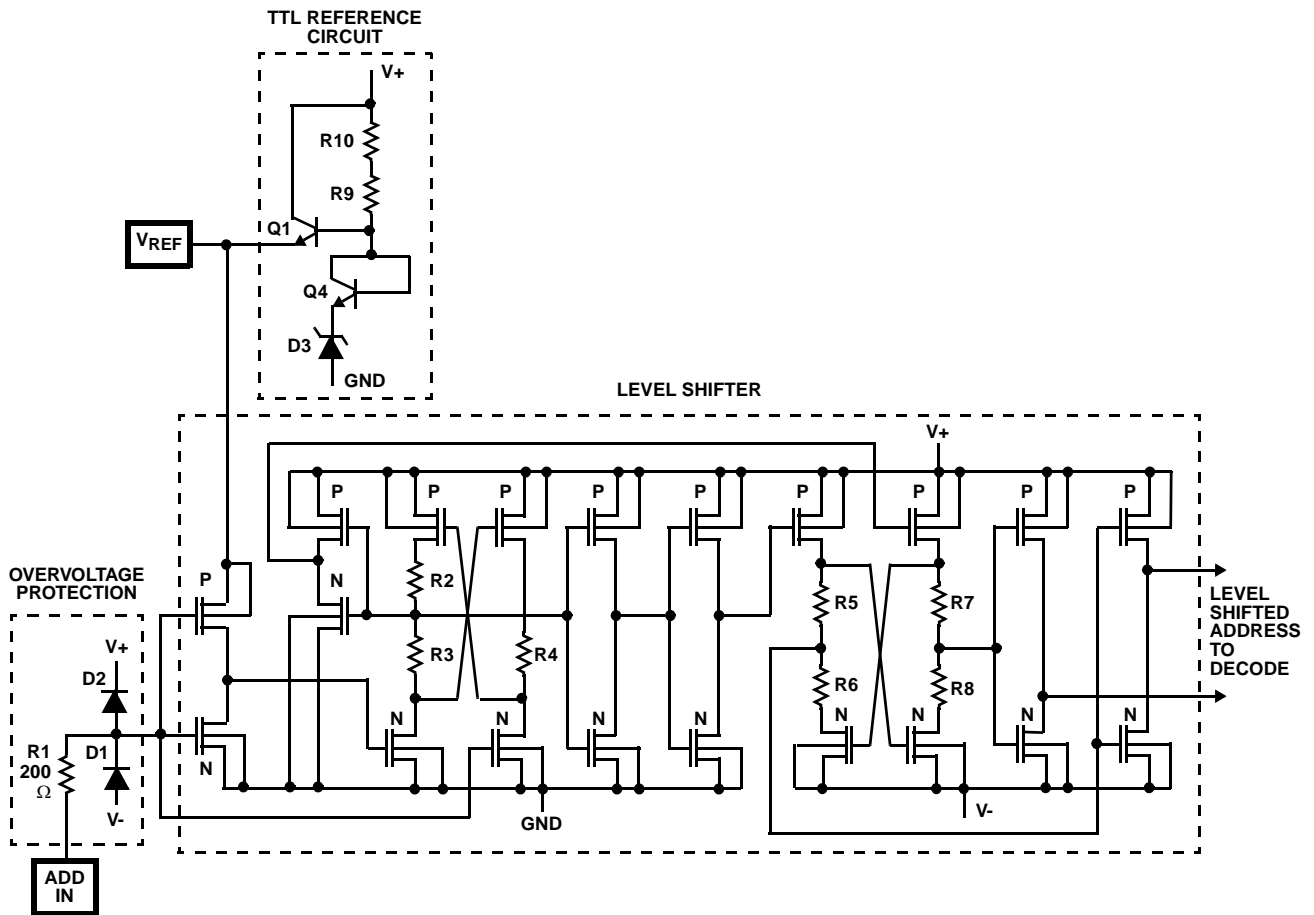 TTL REFERENCE
CIRCUIT
V+
R10
R9
Q1
VREF
Q4
D3
GND
LEVEL SHIFTER
V+
P
P
P
P
P
P
P
P
P
OVERVOLTAGE
PROTECTION
P
N
R2
R5
R7
LEVEL
SHIFTED
ADDRESS
TO
DECODE
V+
R3
R4
D2
R6
R8
N
N
N
N
N
N
N
N
R1
200
Ω
D1
N
V-
GND
V-
ADD
IN